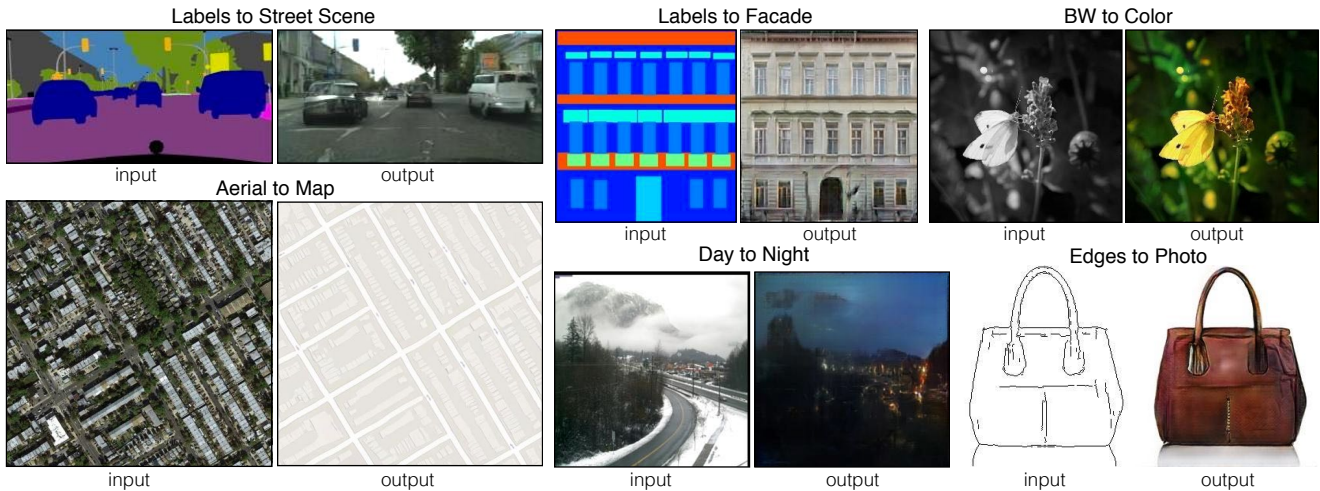 Labels to Street Scene
input
output
Aerial to Map
input
output
Labels to Facade
input
output
BW to Color
input
output
Day to Night
input
output
Edges to Photo
input
output